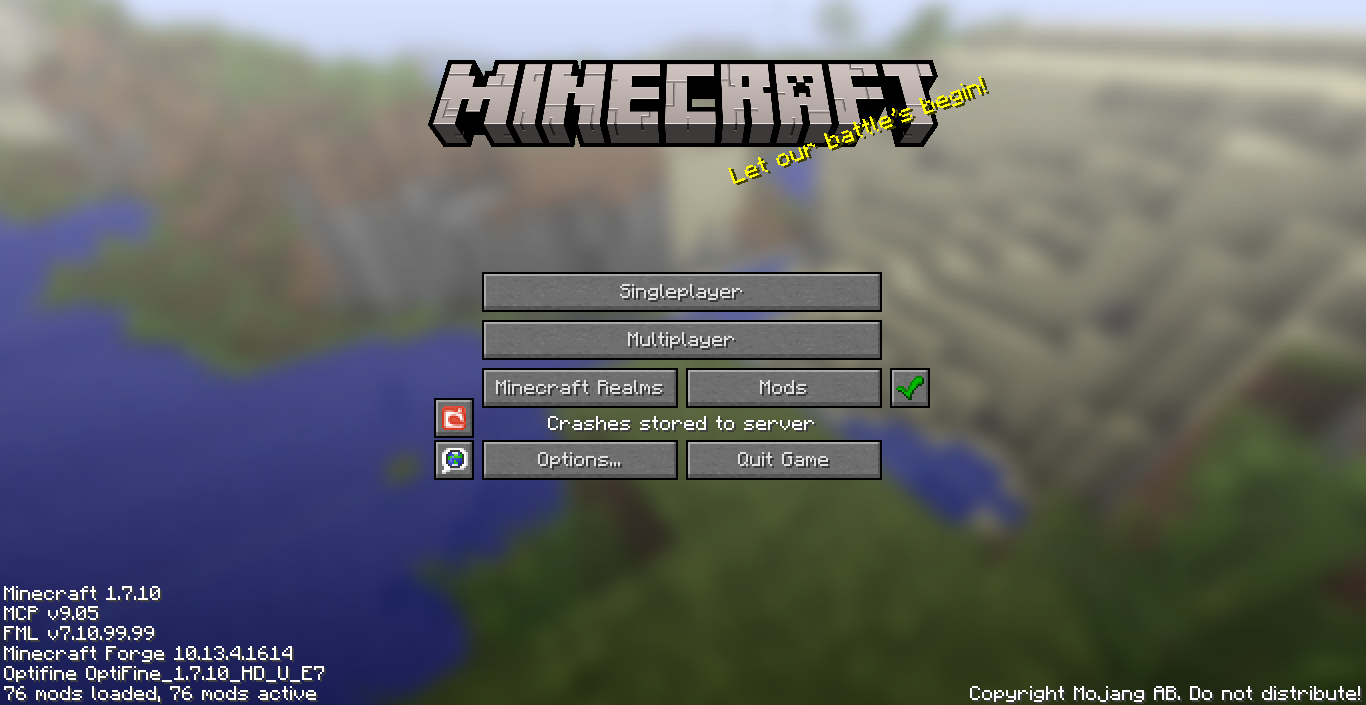 MINECRAFT
Let our battle's begin!
Singleplayer
Multiplayer
Minecraft Realms
Mods
Crashes stored to server
Options...
Quit Game
Minecraft 1.7.10
MCP v9.05
FML v7.10.99.99
Minecraft Forge 10.13.4.1614
Optifine OptiFine_1.7.10_HD_U_E7
76 mods loaded, 76 mods active
Copyright Mojang AB. Do not distribute!